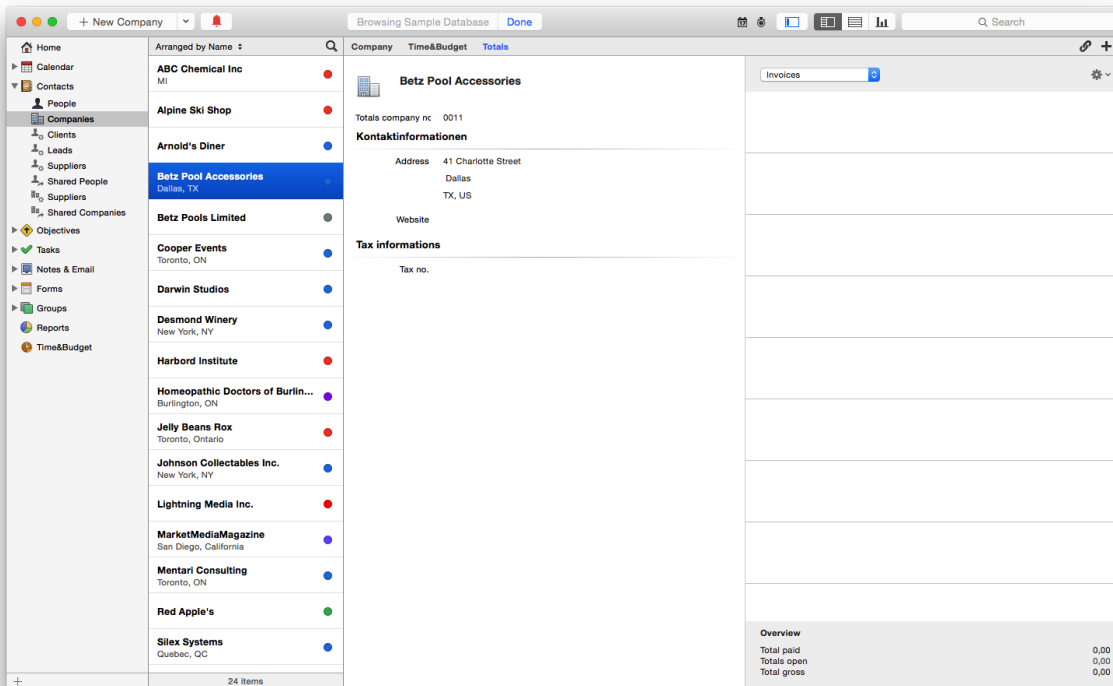 + New Company
Browsing Sample Database
Done
Search
Home
Calendar
Contacts
People
Companies
Clients
Leads
Suppliers
Shared People
Suppliers
Shared Companies
Objectives
Tasks
Notes & Email
Forms
Groups
Reports
Time&Budget
+
Arranged by Name
ABC Chemical Inc
MI
Alpine Ski Shop
Arnold's Diner
Betz Pool Accessories
Dallas, TX
Betz Pools Limited
Cooper Events
Toronto, ON
Darwin Studios
Desmond Winery
New York, NY
Harbord Institute
Homeopathic Doctors of Burlin...
Burlington, ON
Jelly Beans Rox
Toronto, Ontario
Johnson Collectables Inc.
New York, NY
Lightning Media Inc.
MarketMediaMagazine
San Diego, California
Mentari Consulting
Toronto, ON
Red Apple's
Silex Systems
Quebec, QC
24 items
Company Time&Budget Totals
Betz Pool Accessories
Totals company nc 0011
Kontaktinformationen
Address 41 Charlotte Street
Dallas
TX, US
Website
Tax informations
Tax no.
Invoices
Overview
Total paid 0,00
Totals open 0,00
Total gross 0,00